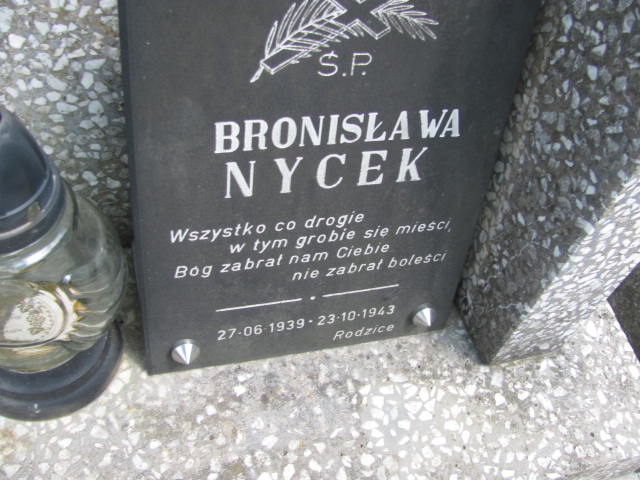 Ś.P.
BRONISŁAWA
NYCEK
Wszystko co drogie
w tym grobie się mieści,
Bóg zabrał nam Ciebie
nie zabrał boleści
27-06-1939 - 23-10-1943
Rodzice